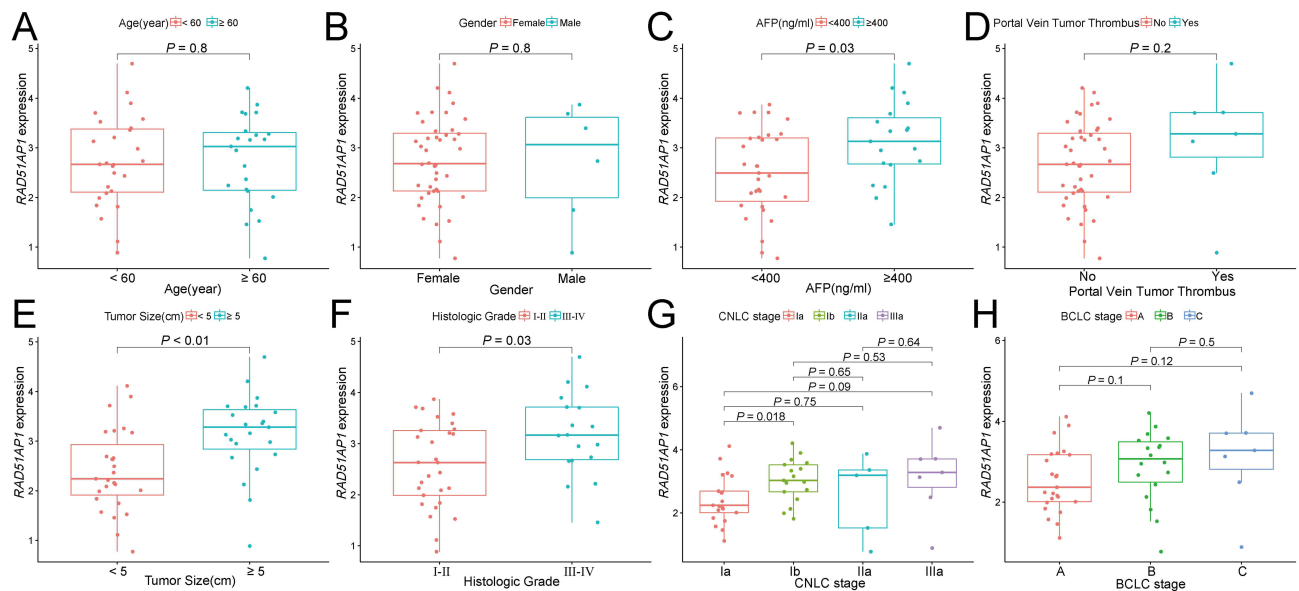 A
Age(year) < 60 ≥ 60
P = 0.8
RAD51AP1 expression
5
4
3
2
1
< 60 ≥ 60
Age(year)
B
Gender Female Male
P = 0.8
RAD51AP1 expression
5
4
3
2
1
Female Male
Gender
C
AFP(ng/ml) <400 ≥400
P = 0.03
RAD51AP1 expression
5
4
3
2
1
<400 ≥400
AFP(ng/ml)
D
Portal Vein Tumor Thrombus No Yes
P = 0.2
RAD51AP1 expression
5
4
3
2
1
No Yes
Portal Vein Tumor Thrombus
E
Tumor Size(cm) < 5 ≥ 5
P < 0.01
RAD51AP1 expression
5
4
3
2
1
< 5 ≥ 5
Tumor Size(cm)
F
Histologic Grade I-II III-IV
P = 0.03
RAD51AP1 expression
5
4
3
2
1
I-II III-IV
Histologic Grade
G
CNLC stage Ia Ib IIa IIIa
P = 0.64
P = 0.53
P = 0.65
P = 0.09
P = 0.75
P = 0.018
RAD51AP1 expression
6
4
2
Ia Ib IIa IIIa
CNLC stage
H
BCLC stage A B C
P = 0.5
P = 0.12
P = 0.1
RAD51AP1 expression
6
4
2
A B C
BCLC stage